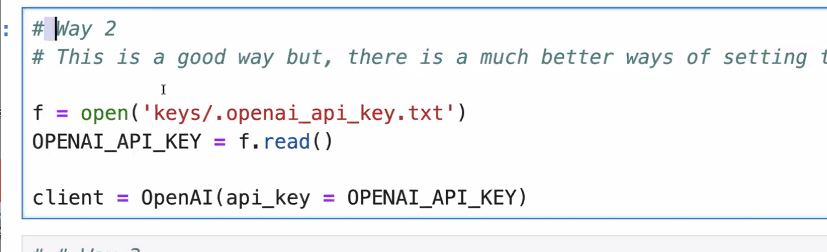 :
# Way 2
# This is a good way but, there is a much better ways of setting
f = open('keys/.openai_api_key.txt')
OPENAI_API_KEY = f.read()
client = OpenAI(api_key = OPENAI_API_KEY)